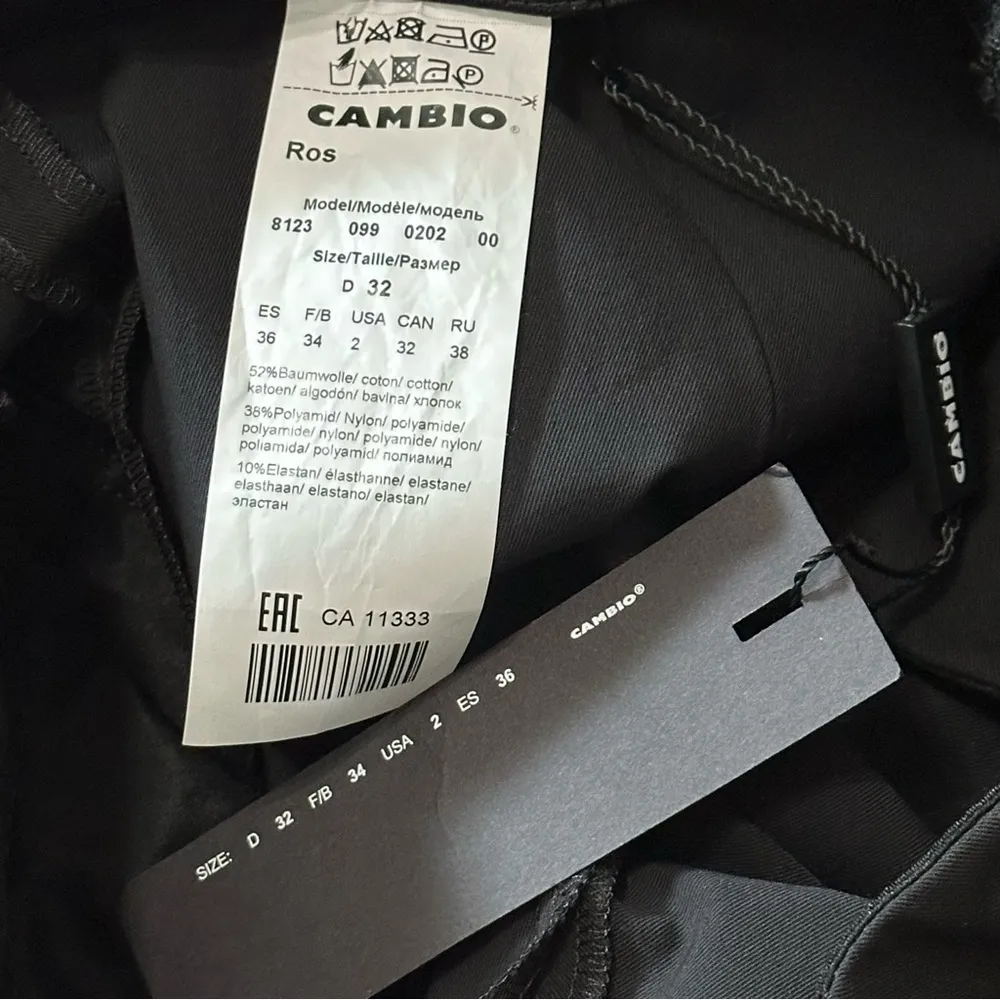 CAMBIO®
Ros
Model/Modèle/модель
8123 099 0202 00
Size/Taille/Размер
D 32
ES F/B USA CAN RU
36 34 2 32 38
52%Baumwolle/ coton/ cotton/
katoen/ algodón/ bavlna/ хлопок
38%Polyamid/ Nylon/ polyamide/
polyamide/ nylon/ polyamide/ nylon/
poliamida/ polyamid/ полиамид
10%Elastan/ élasthanne/ elastane/
elasthaan/ elastano/ elastan/
эластан
EAC CA 11333
CAMBIO
CAMBIO®
SIZE: D 32 F/B 34 USA 2 ES 36